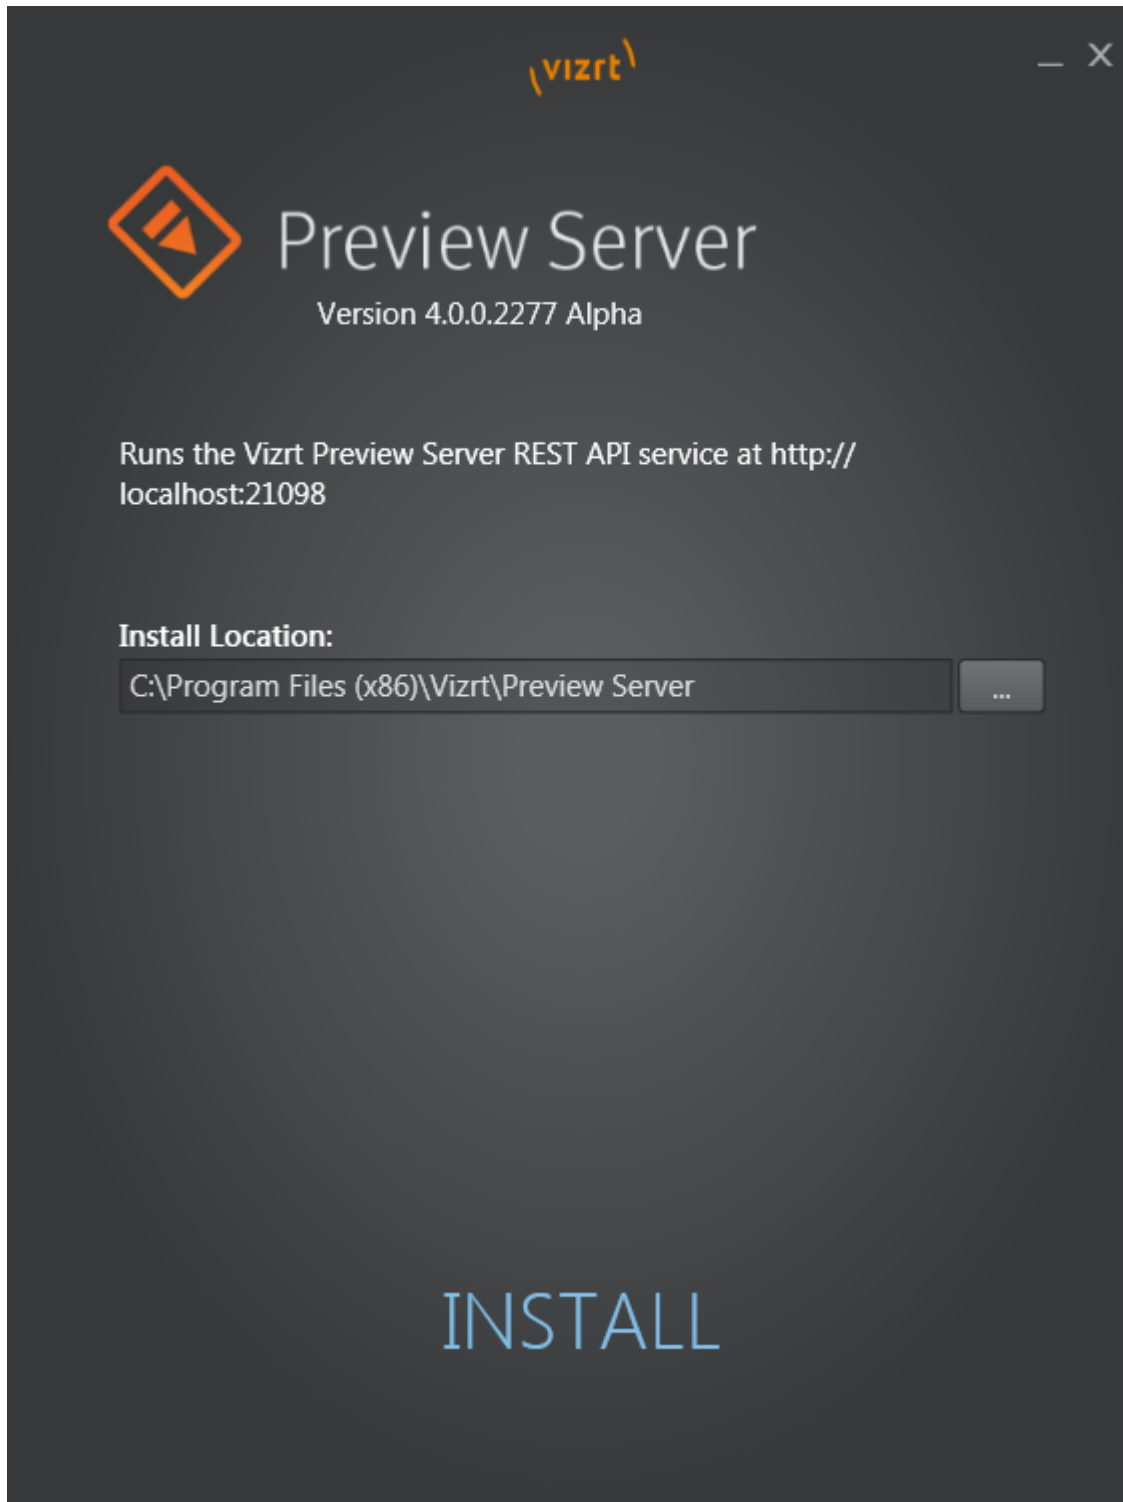 vizrt
Preview Server
Version 4.0.0.2277 Alpha
Runs the Vizrt Preview Server REST API service at http://
localhost:21098
Install Location:
C:\Program Files (x86)\Vizrt\Preview Server
...
INSTALL